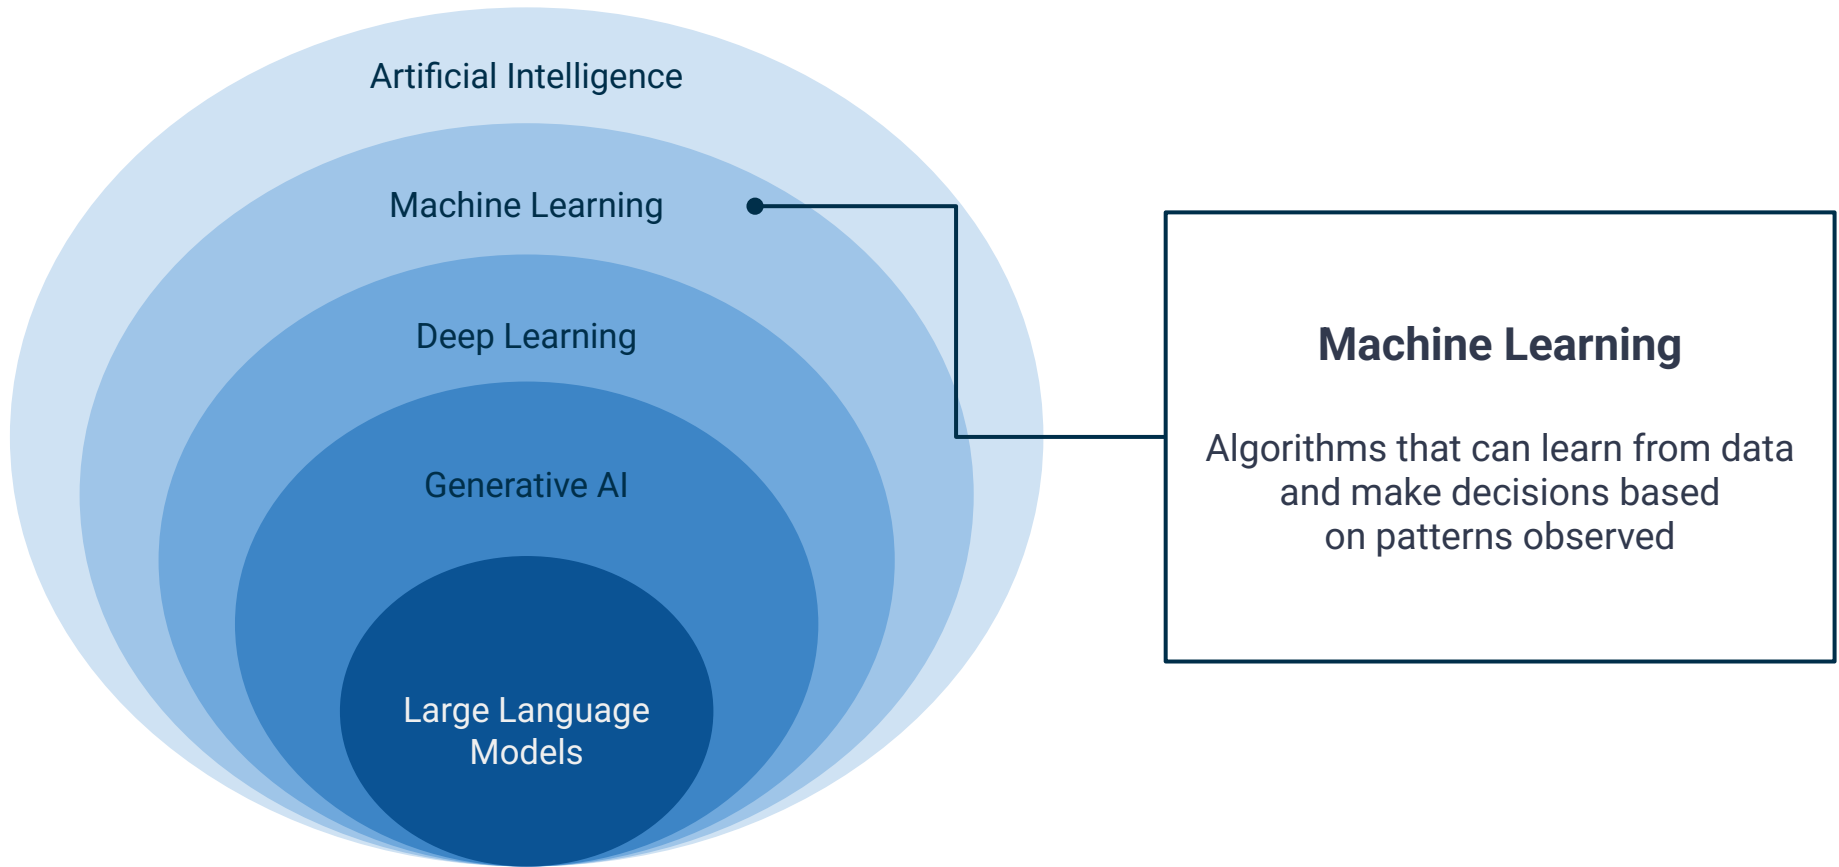 Artificial Intelligence
Machine Learning
Deep Learning
Generative AI
Large Language
Models
Machine Learning
Algorithms that can learn from data
and make decisions based
on patterns observed